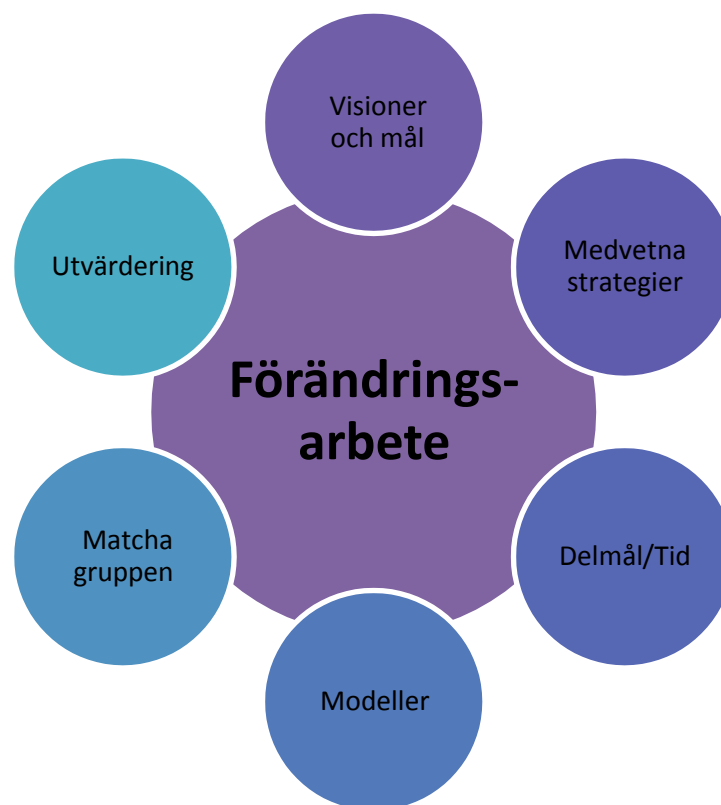 Visioner
och mål
Medvetna
strategier
Delmål/Tid
Modeller
Matcha
gruppen
Utvärdering
Förändrings-
arbete